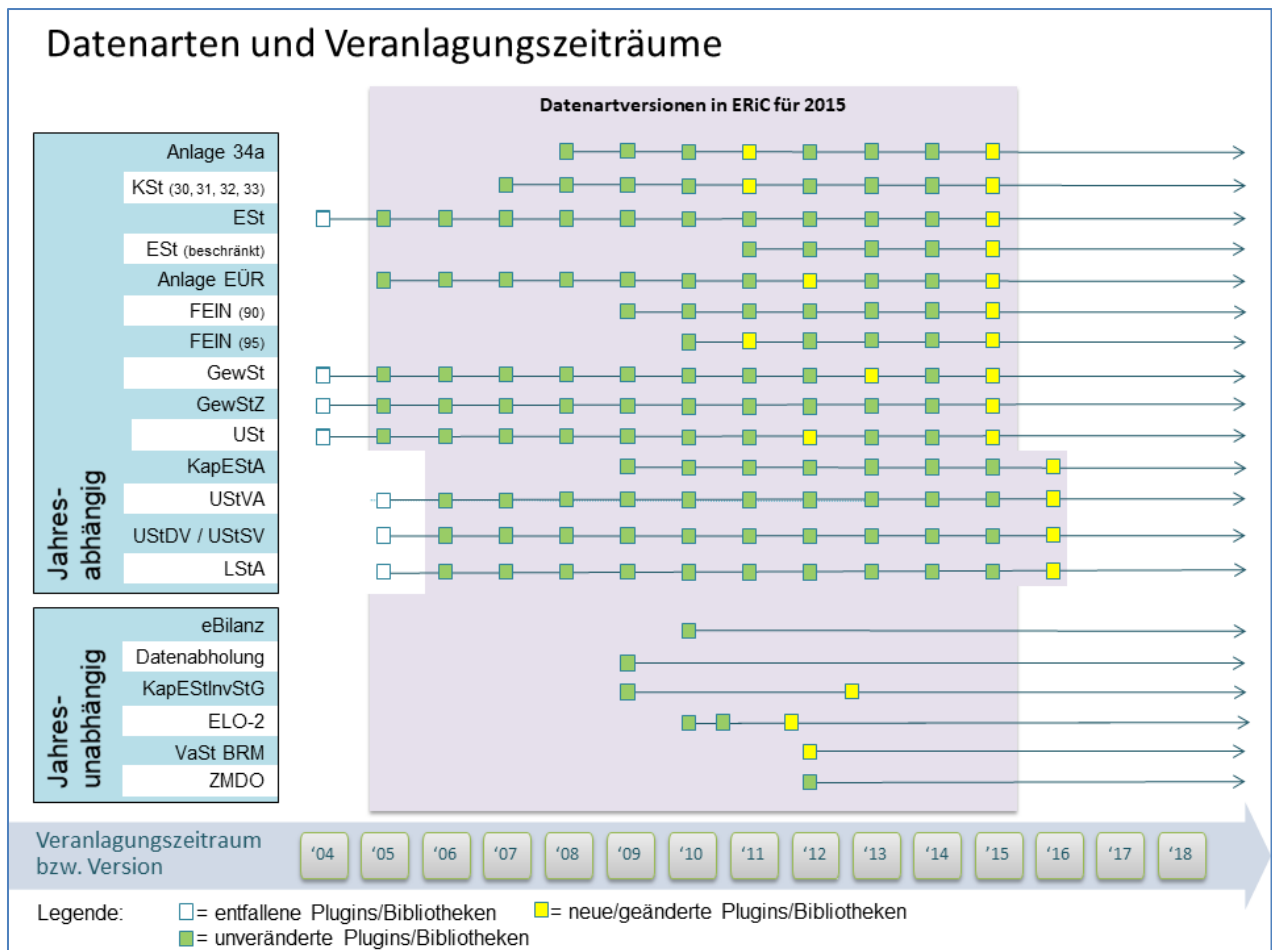 Datenarten und Veranlagungszeiträume
Datenartversionen in ERiC für 2015
Jahres-
abhängig
Anlage 34a
KSt (30, 31, 32, 33)
ESt
ESt (beschränkt)
Anlage EÜR
FEIN (90)
FEIN (95)
GewSt
GewStZ
USt
KapEStA
UStVA
UStDV / UStSV
LStA
Jahres-
unabhängig
eBilanz
Datenabholung
KapEStInvStG
ELO-2
VaSt BRM
ZMDO
Veranlagungszeitraum
bzw. Version
‘04 ‘05 ‘06 ‘07 ‘08 ‘09 ‘10 ‘11 ‘12 ‘13 ‘14 ‘15 ‘16 ‘17 ‘18
Legende: = entfallene Plugins/Bibliotheken = neue/geänderte Plugins/Bibliotheken
= unveränderte Plugins/Bibliotheken